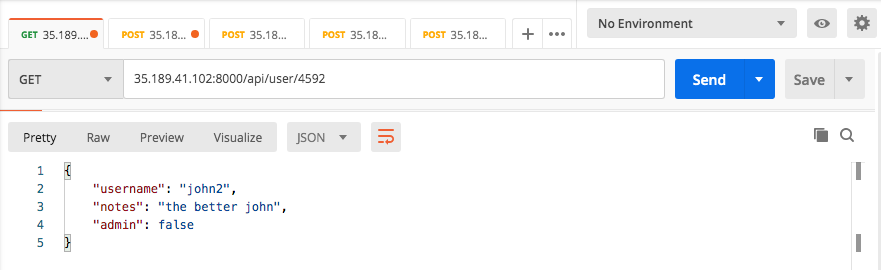 GET 35.189.... POST 35.18... POST 35.18... POST 35.18... POST 35.18... + ••• No Environment
GET 35.189.41.102:8000/api/user/4592 Send Save
Pretty Raw Preview Visualize JSON
1 {
2 "username": "john2",
3 "notes": "the better john",
4 "admin": false
5 }